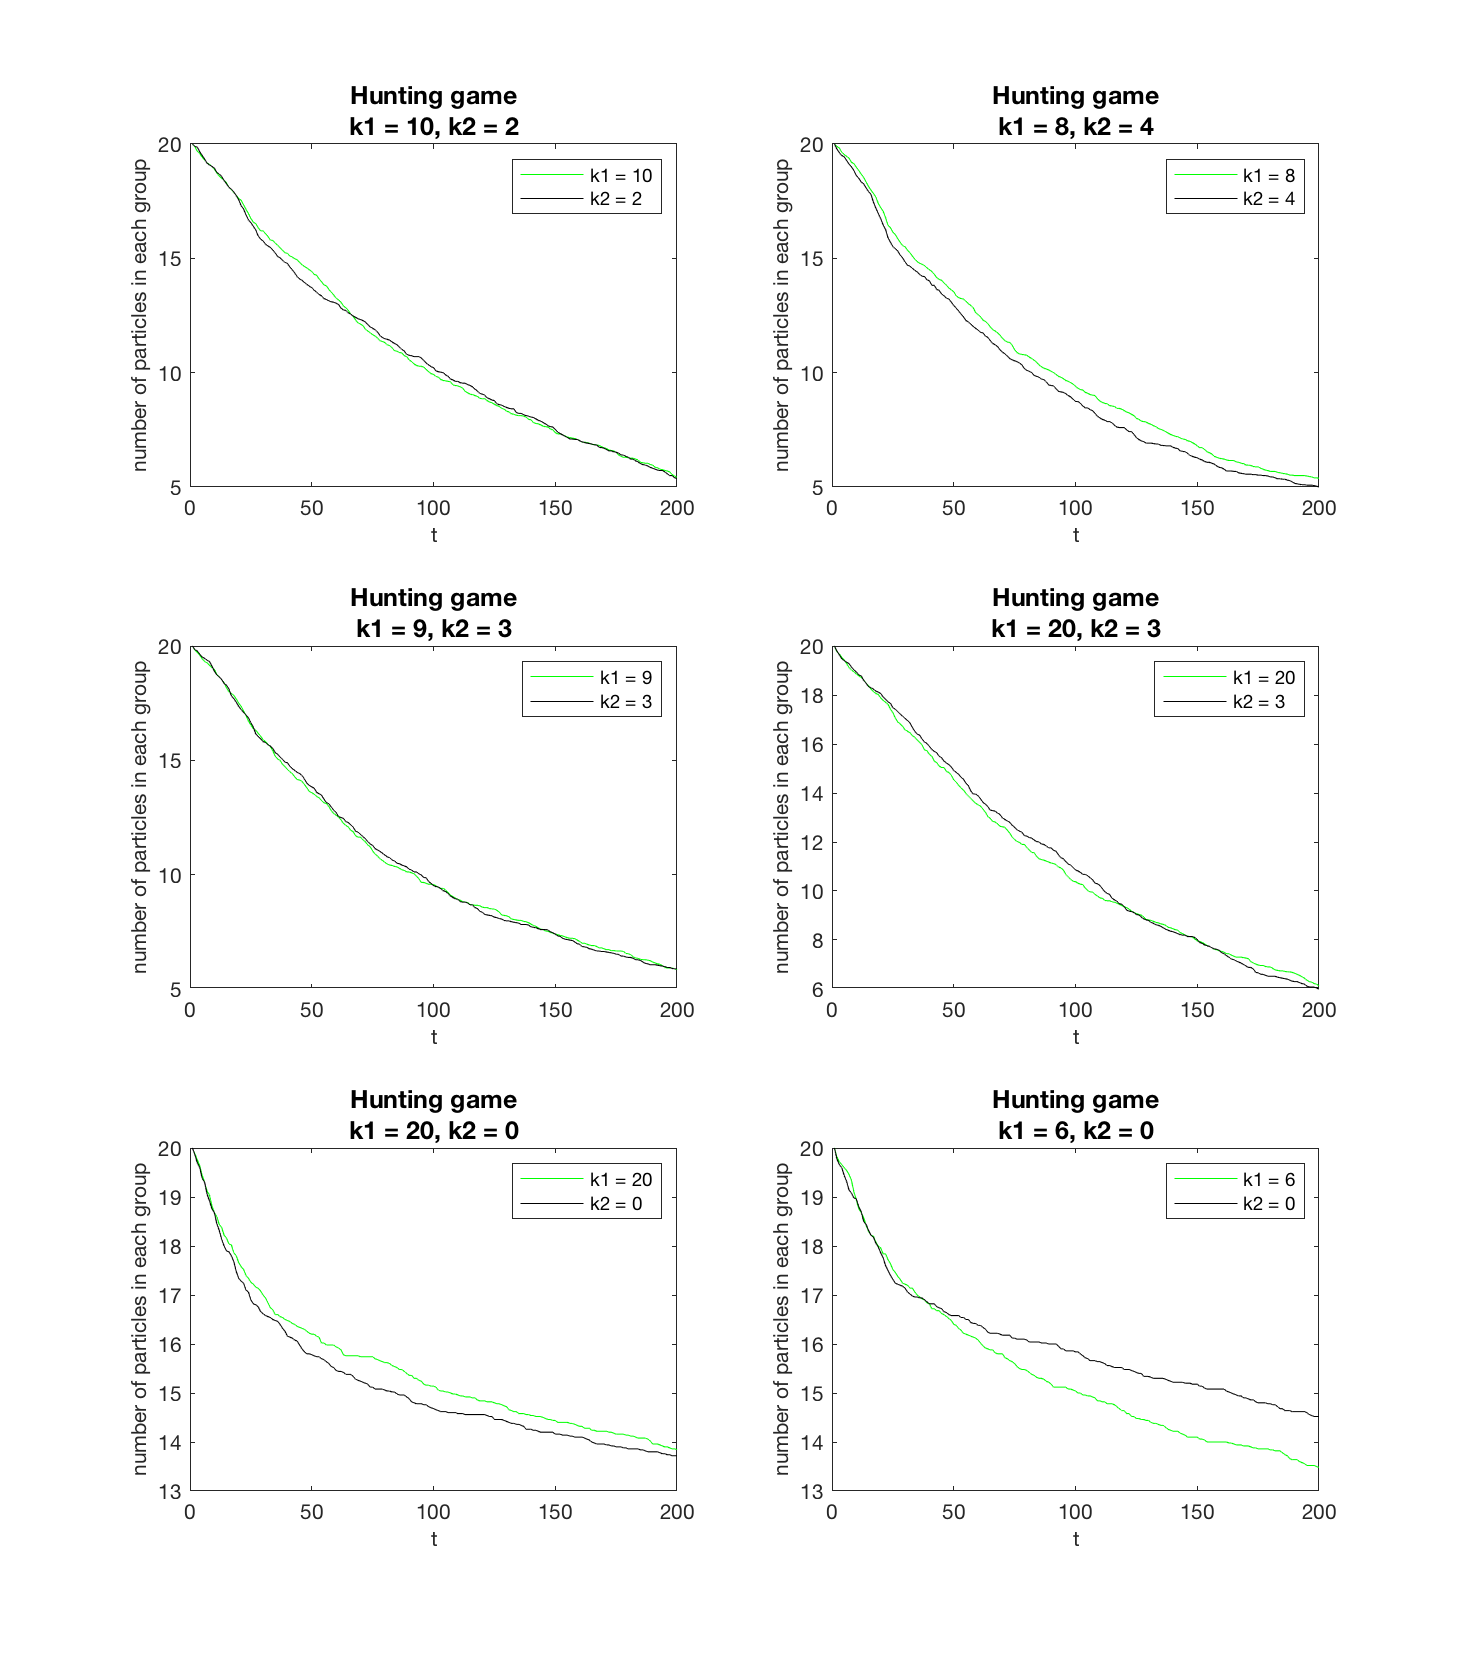 Hunting game
k1 = 10, k2 = 2
number of particles in each group
20
15
10
5
0
50
100
150
200
t
k1 = 10
k2 = 2
Hunting game
k1 = 8, k2 = 4
number of particles in each group
20
15
10
5
0
50
100
150
200
t
k1 = 8
k2 = 4
Hunting game
k1 = 9, k2 = 3
number of particles in each group
20
15
10
5
0
50
100
150
200
t
k1 = 9
k2 = 3
Hunting game
k1 = 20, k2 = 3
number of particles in each group
20
18
16
14
12
10
8
6
0
50
100
150
200
t
k1 = 20
k2 = 3
Hunting game
k1 = 20, k2 = 0
number of particles in each group
20
19
18
17
16
15
14
13
0
50
100
150
200
t
k1 = 20
k2 = 0
Hunting game
k1 = 6, k2 = 0
number of particles in each group
20
19
18
17
16
15
14
13
0
50
100
150
200
t
k1 = 6
k2 = 0